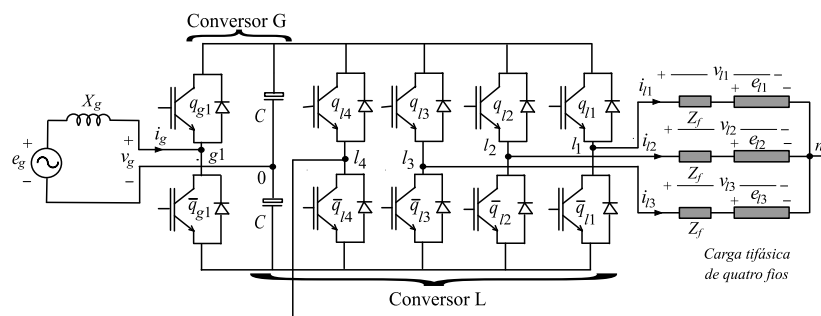 Conversor G
X_g
i_g
e_g
+
−
+
v_g
−
g1
0
C
C
q_g1
q̅_g1
q_l4
q_l3
q_l2
q_l1
l_4
l_3
l_2
l_1
q̅_l4
q̅_l3
q̅_l2
q̅_l1
Conversor L
i_l1
+ v_l1 −
+ e_l1 −
Z_f
i_l2
+ v_l2 −
+ e_l2 −
Z_f
n
i_l3
+ v_l3 −
+ e_l3 −
Z_f
Carga tifásica
de quatro fios